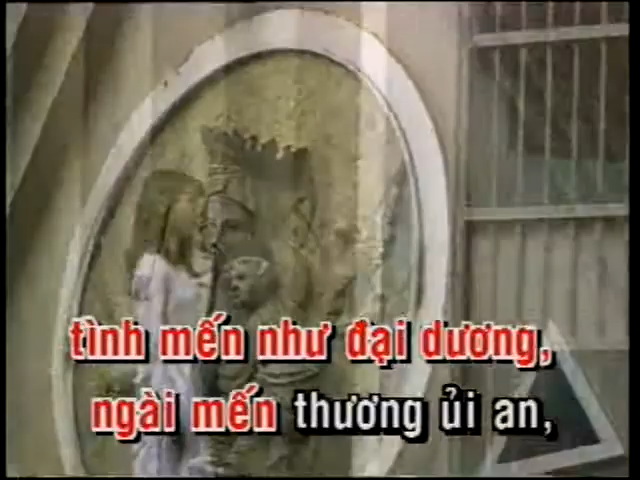 tình mến như đại dương,
ngài mến thương ủi an,